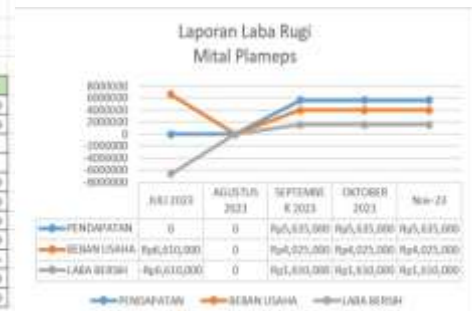 Laporan Laba Rugi
Mital Plameps
8000000
6000000
4000000
2000000
0
-2000000
-4000000
-6000000
-8000000
JULI 2023 AGUSTUS 2023 SEPTEMBE R 2023 OKTOBER 2023 Nov-23
PENDAPATAN 0 0 Rp5,635,000 Rp5,635,000 Rp5,635,000
BEBAN USAHA Rp6,610,000 0 Rp4,025,000 Rp4,025,000 Rp4,025,000
LABA BERSIH -Rp6,610,000 0 Rp1,610,000 Rp1,610,000 Rp1,610,000
PENDAPATAN BEBAN USAHA LABA BERSIH